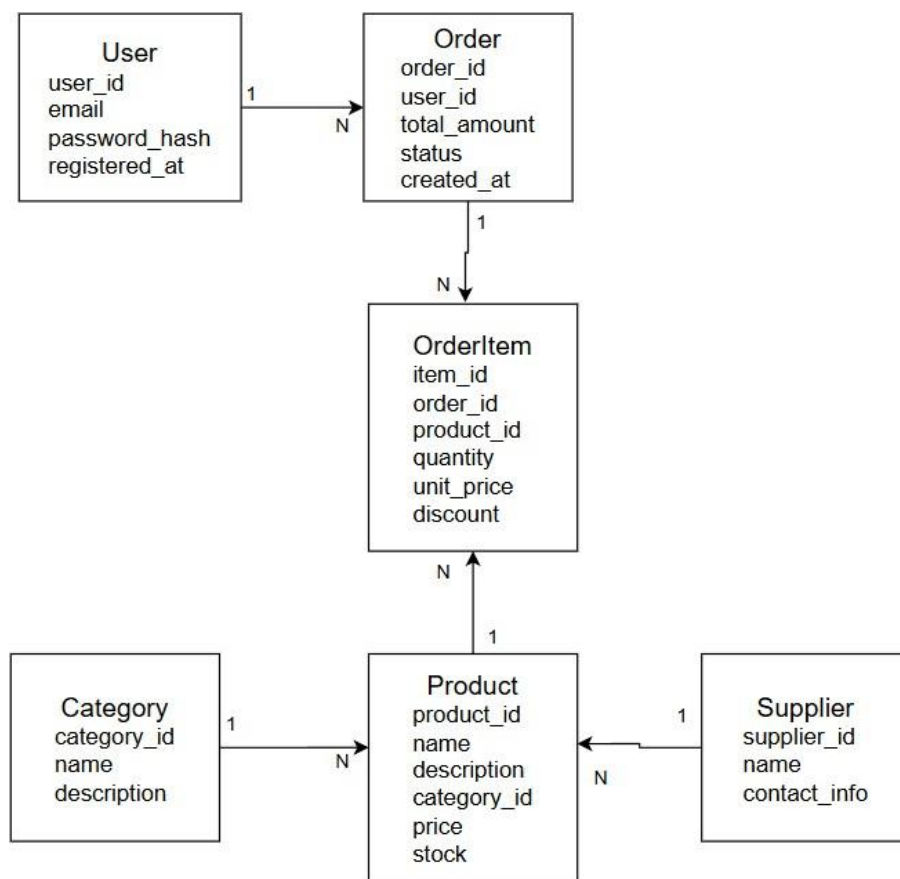 User
user_id
email
password_hash
registered_at
1
N
Order
order_id
user_id
total_amount
status
created_at
1
N
OrderItem
item_id
order_id
product_id
quantity
unit_price
discount
N
1
Category
category_id
name
description
1
N
Product
product_id
name
description
category_id
price
stock
1
N
Supplier
supplier_id
name
contact_info